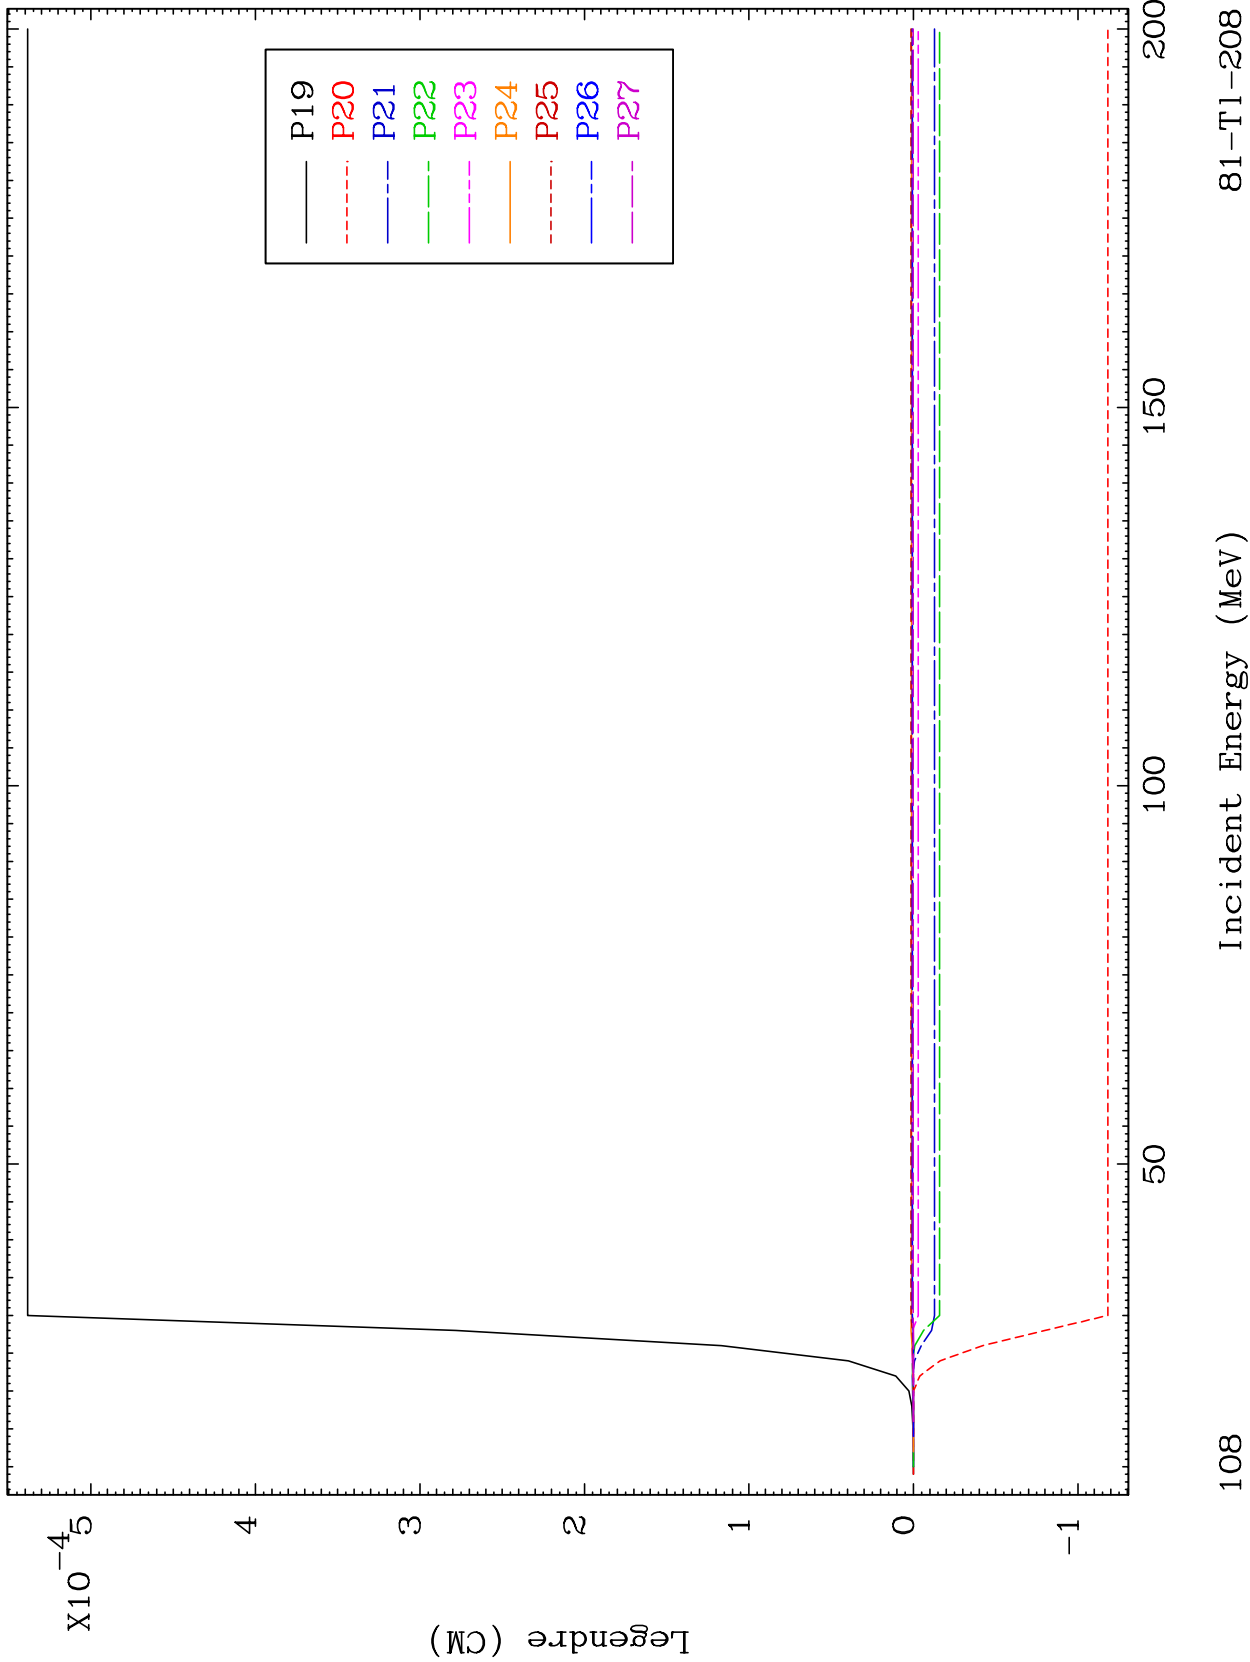 X10-4
5
4
3
2
1
0
-1
Legendre (CM)
P19
P20
P21
P22
P23
P24
P25
P26
P27
50
100
150
200
Incident Energy (MeV)
108
81-Tl-208